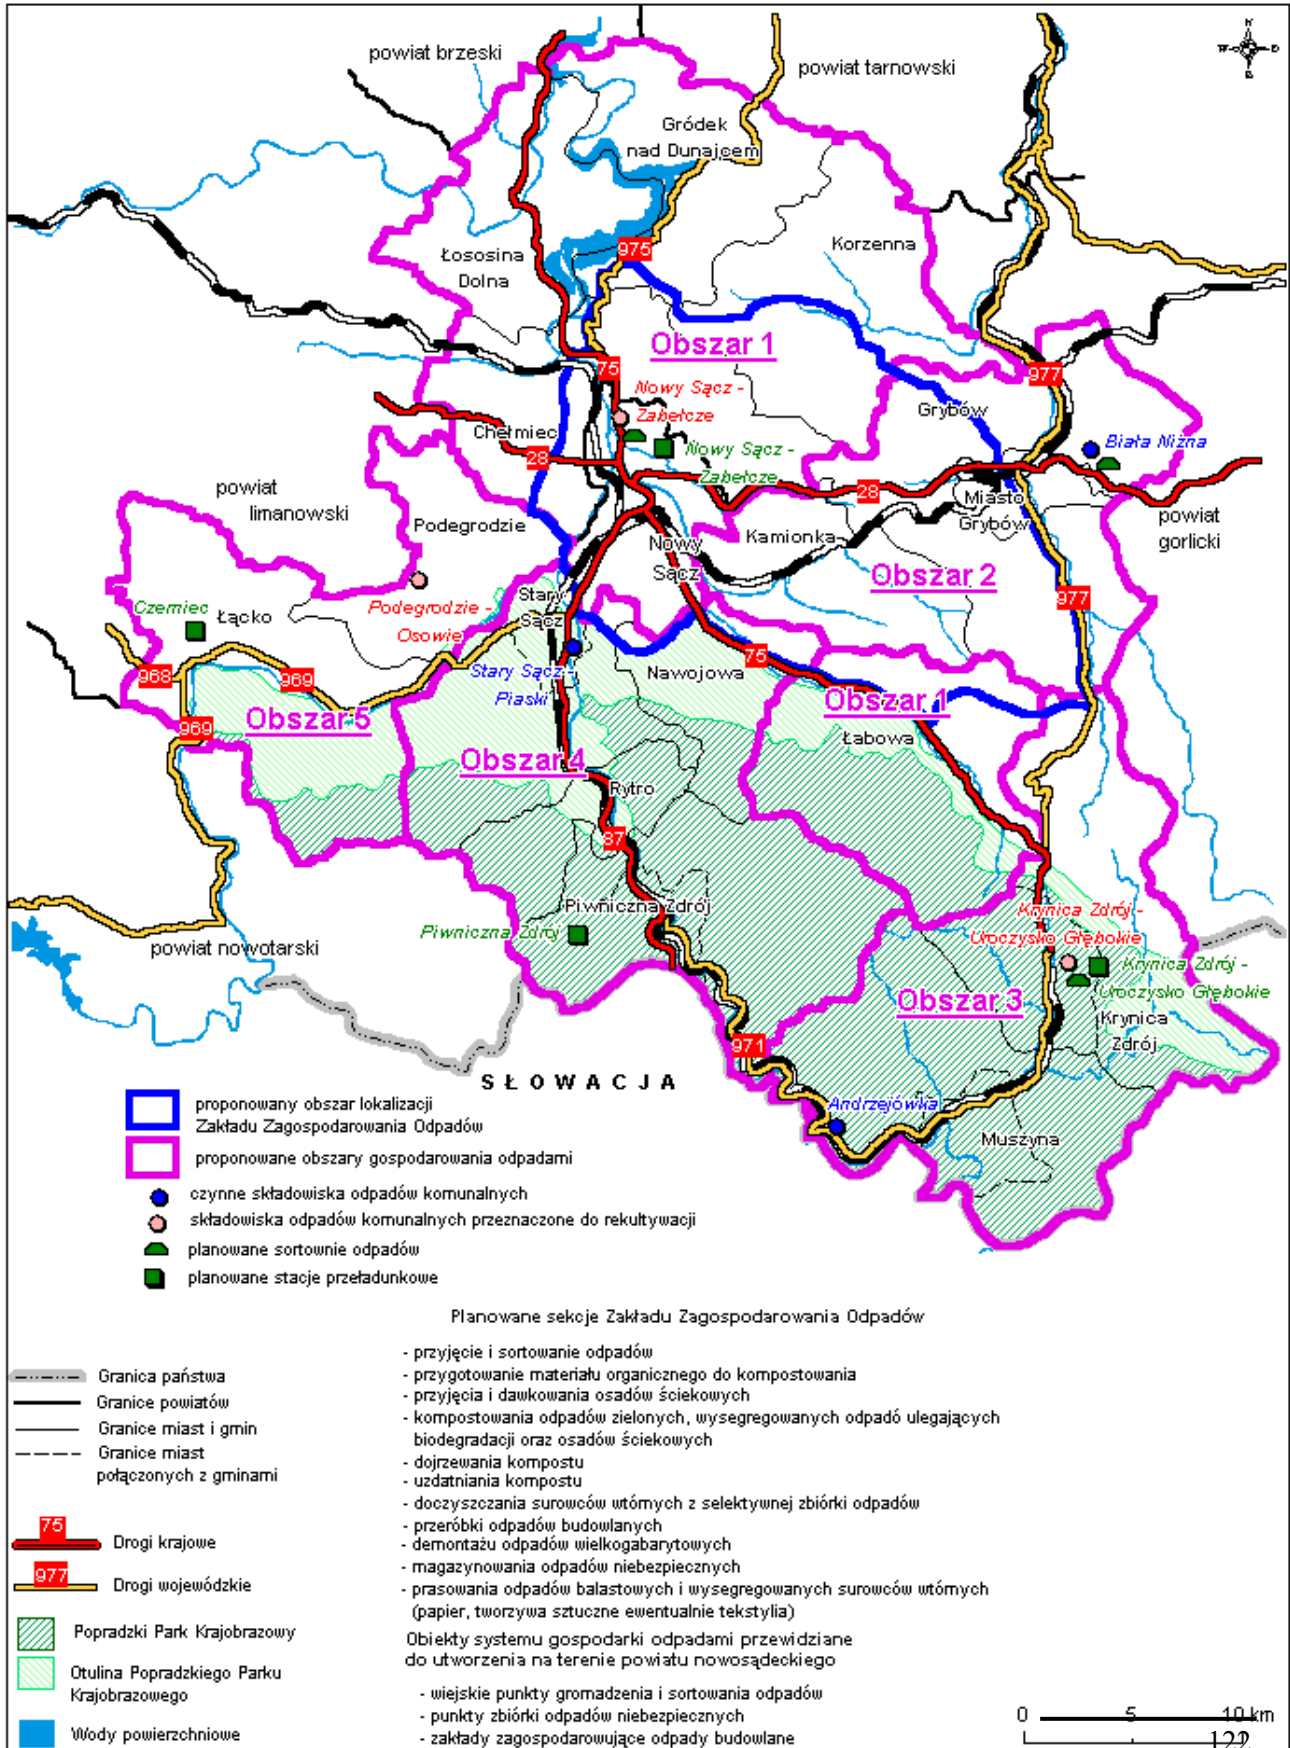 powiat brzeski
powiat tarnowski
N
W
O
S
Gródek
nad Dunajcem
Korzenna
975
Łososina
Dolna
Obszar 1
75
977
Nowy Sącz -
Zabełcze
Grybów
Chełmiec
28
Nowy Sącz -
Zabełcze
Biała Niżna
28
powiat
limanowski
Podegrodzie
Miasto
Grybów
powiat
gorlicki
Kamionka
Nowy
Sącz
Obszar 2
977
Czerniec
Łącko
Podegrodzie -
Osowie
Stary
Sącz
968
969
Stary Sącz -
Piaski
Nawojowa
75
969
Obszar 5
Obszar 1
Łabowa
Obszar 4
Rytro
87
Piwniczna Zdrój
Piwniczna Zdrój
powiat nowotarski
Krynica Zdrój -
Uroczysko Głębokie
Krynica Zdrój -
Uroczysko Głębokie
Obszar 3
Krynica
Zdrój
971
SŁOWACJA
Andrzejówka
Muszyna
proponowany obszar lokalizacji
Zakładu Zagospodarowania Odpadów
proponowane obszary gospodarowania odpadami
czynne składowiska odpadów komunalnych
składowiska odpadów komunalnych przeznaczone do rekultywacji
planowane sortownie odpadów
planowane stacje przeładunkowe
Planowane sekcje Zakładu Zagospodarowania Odpadów
- przyjęcie i sortowanie odpadów
- przygotowanie materiału organicznego do kompostowania
- przyjęcia i dawkowania osadów ściekowych
- kompostowania odpadów zielonych, wysegregowanych odpadó ulegających
biodegradacji oraz osadów ściekowych
- dojrzewania kompostu
- uzdatniania kompostu
- doczyszczania surowców wtórnych z selektywnej zbiórki odpadów
- przeróbki odpadów budowlanych
- demontażu odpadów wielkogabarytowych
- magazynowania odpadów niebezpiecznych
- prasowania odpadów balastowych i wysegregowanych surowców wtórnych
(papier, tworzywa sztuczne ewentualnie tekstylia)
Obiekty systemu gospodarki odpadami przewidziane
do utworzenia na terenie powiatu nowosądeckiego
- wiejskie punkty gromadzenia i sortowania odpadów
- punkty zbiórki odpadów niebezpiecznych
- zakłady zagospodarowujące odpady budowlane
Granica państwa
Granice powiatów
Granice miast i gmin
Granice miast
połączonych z gminami
75
Drogi krajowe
977
Drogi wojewódzkie
Popradzki Park Krajobrazowy
Otulina Popradzkiego Parku
Krajobrazowego
Wody powierzchniowe
0 5 10 km
122